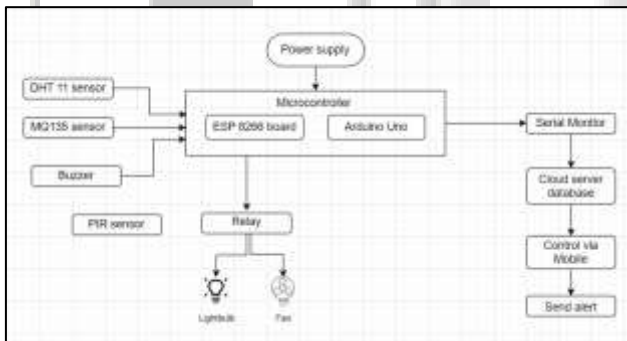 Power supply
DHT 11 sensor
Microcontroller
MQ135 sensor
ESP 8266 board
Arduino Uno
Serial Monitor
Buzzer
Cloud server
database
PIR sensor
Relay
Control via
Mobile
Send alert
Lightbulb
Fan